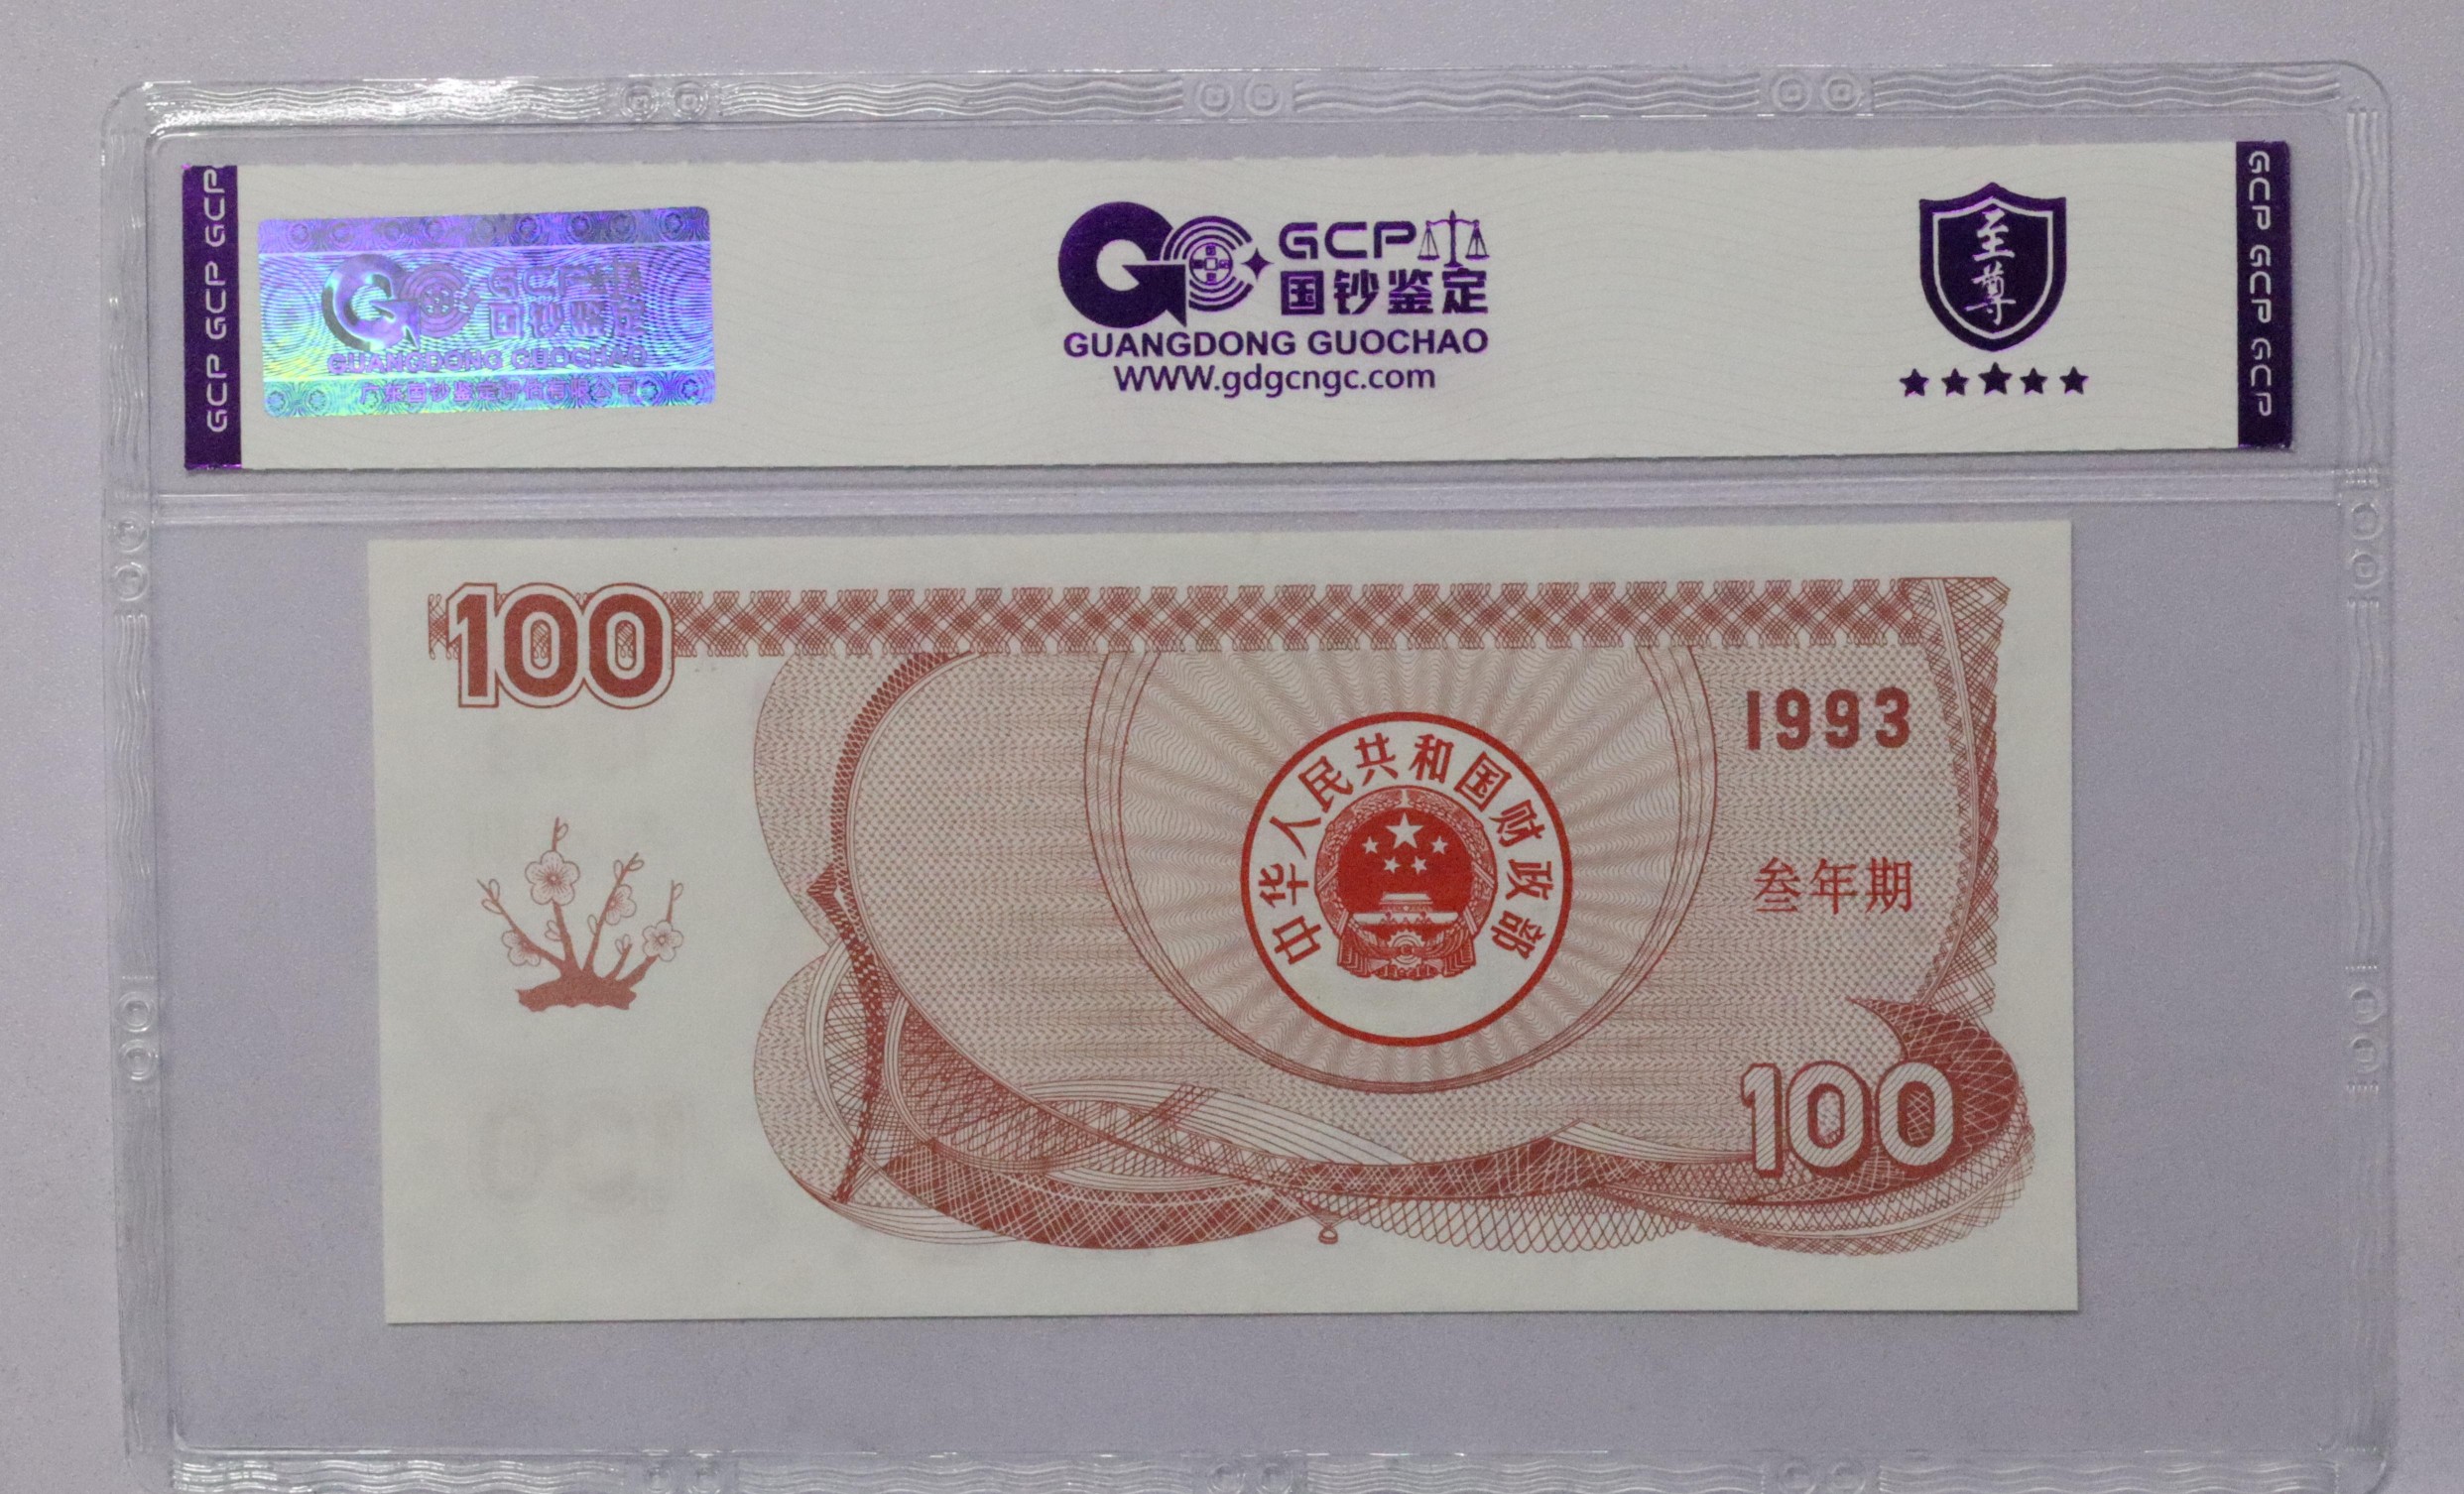 GCP GCP GCP
GCP 国钞鉴定
GUANGDONG GUOCHAO
广东国钞鉴定评估有限公司
GCP
国钞鉴定
GUANGDONG GUOCHAO
WWW.gdgcngc.com
至尊
GCP GCP GCP GCP
100
1993
中华人民共和国财政部
叁年期
100